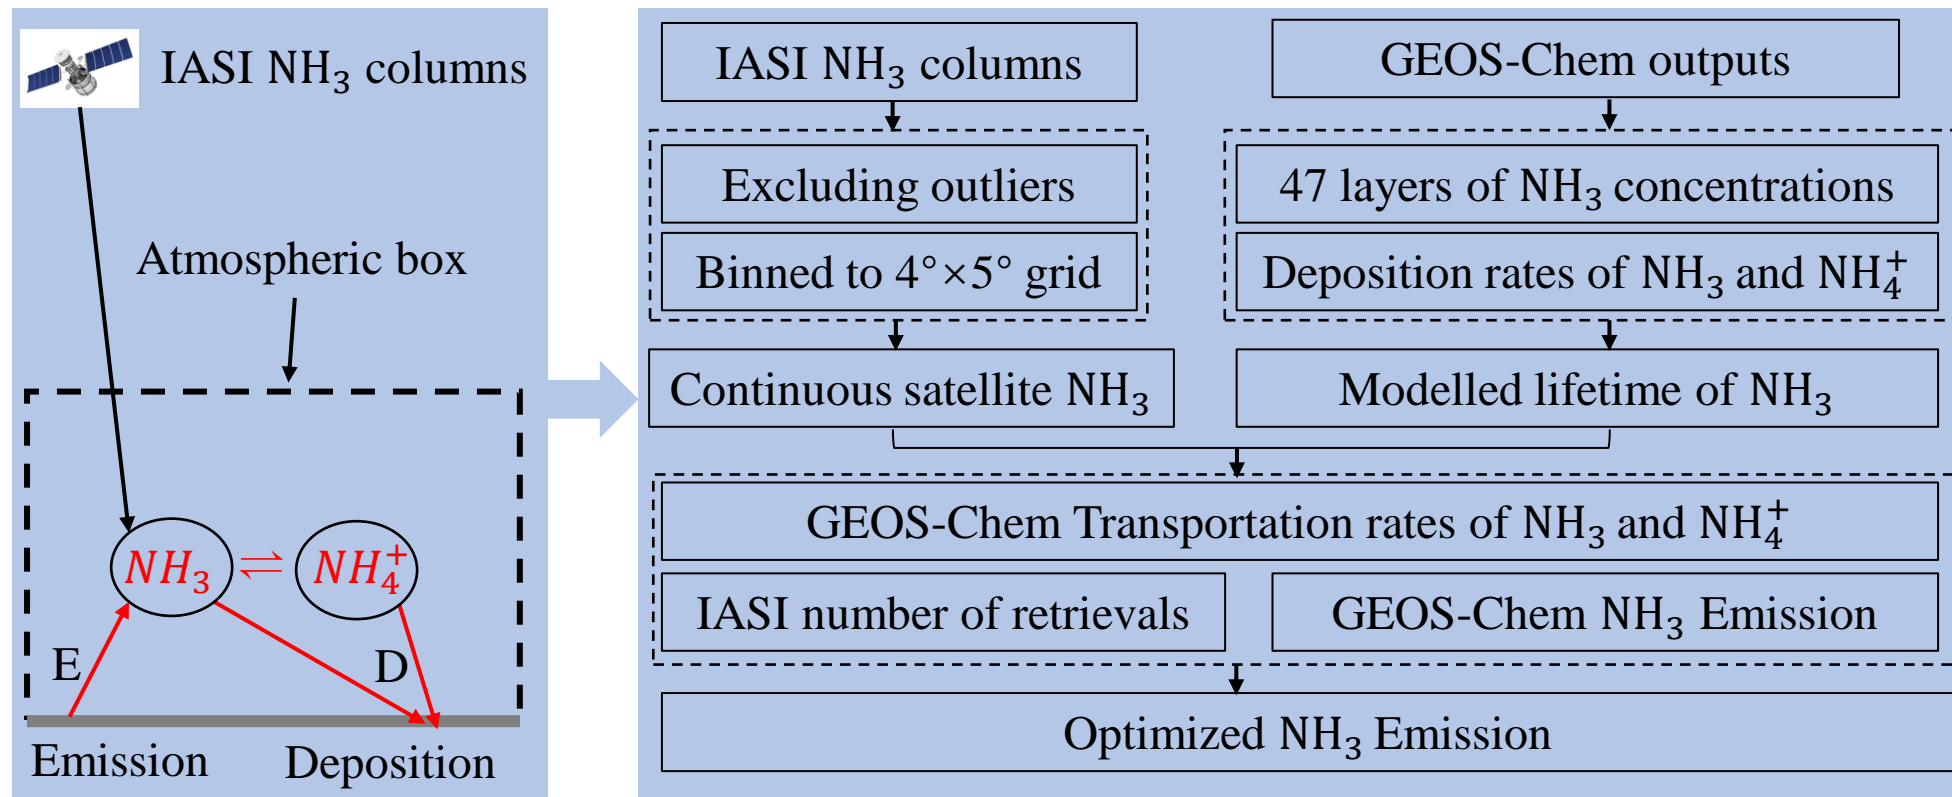 IASI NH₃ columns
Atmospheric box
NH₃ ⇌ NH₄⁺
E
D
Emission
Deposition
IASI NH₃ columns
GEOS-Chem outputs
Excluding outliers
47 layers of NH₃ concentrations
Binned to 4°×5° grid
Deposition rates of NH₃ and NH₄⁺
Continuous satellite NH₃
Modelled lifetime of NH₃
GEOS-Chem Transportation rates of NH₃ and NH₄⁺
IASI number of retrievals
GEOS-Chem NH₃ Emission
Optimized NH₃ Emission